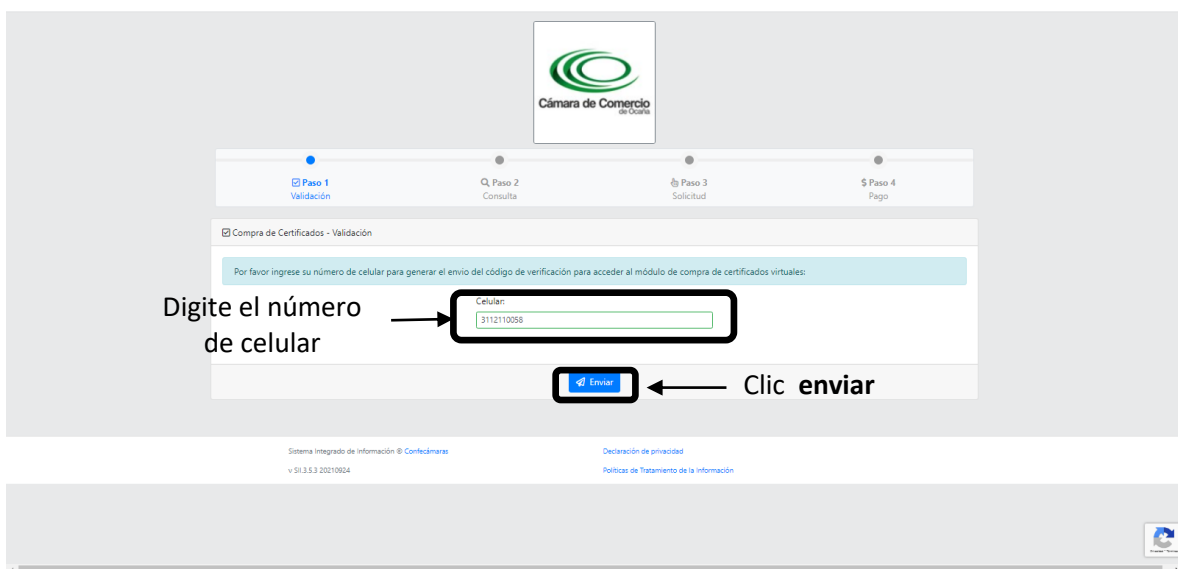 Cámara de Comercio
de Ocaña
Paso 1
Validación
Paso 2
Consulta
Paso 3
Solicitud
$ Paso 4
Pago
Compra de Certificados - Validación
Por favor ingrese su número de celular para generar el envio del código de verificación para acceder al módulo de compra de certificados virtuales:
Digite el número
de celular
Celular:
3112110058
Enviar
Clic enviar
Sistema Integrado de Información © Confecámaras
Declaración de privacidad
v SII.3.5.3 20210924
Políticas de Tratamiento de la Información